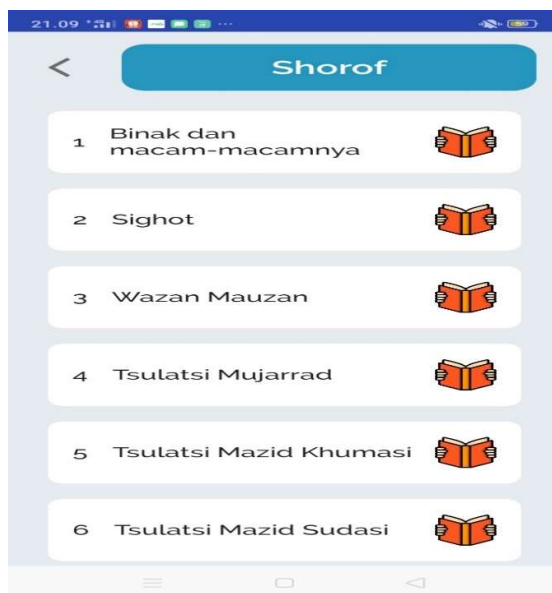 21.09
Shorof
1 Binak dan
macam-macamnya
2 Sighot
3 Wazan Mauzan
4 Tsulatsi Mujarrad
5 Tsulatsi Mazid Khumasi
6 Tsulatsi Mazid Sudasi